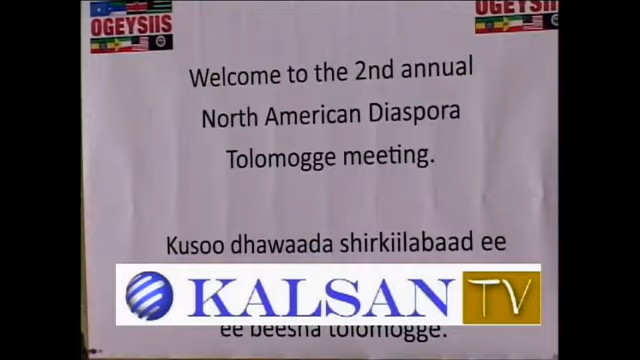 OGEYSIIS
OGEYSIIS
Welcome to the 2nd annual
North American Diaspora
Tolomogge meeting.
Kusoo dhawaada shirkiilabaad ee
KALSAN TV
ee beesha tolomogge.